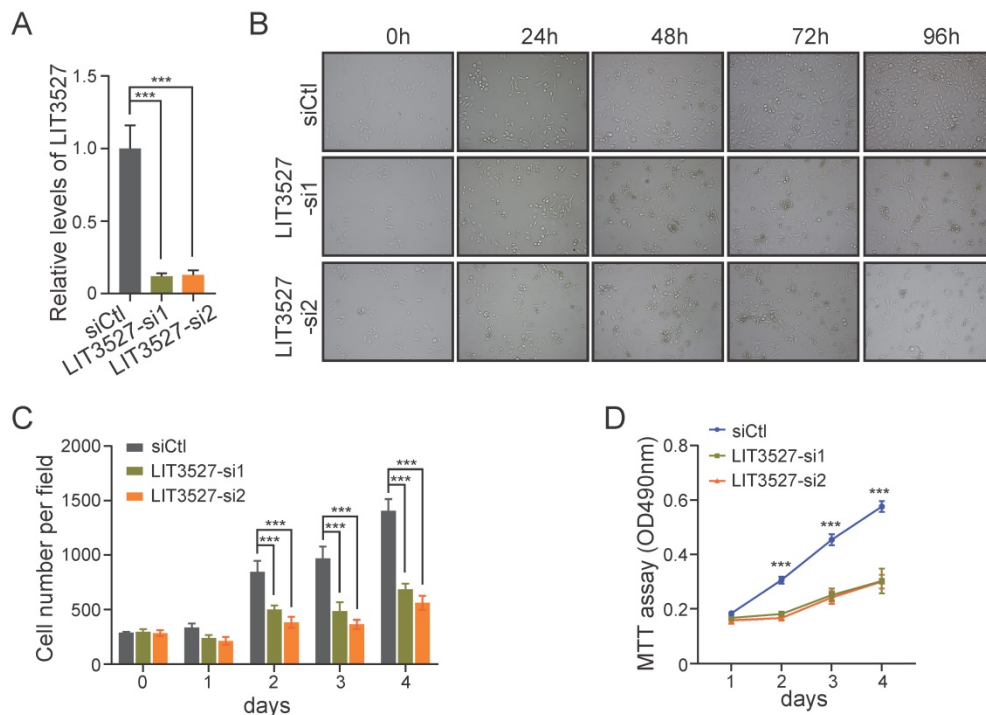 A
Relative levels of LIT3527
1.5
1.0
0.5
0
***
***
siCtl
LIT3527-si1
LIT3527-si2
B
0h 24h 48h 72h 96h
siCtl
LIT3527
-si1
LIT3527
-si2
C
Cell number per field
2000
1500
1000
500
0
siCtl
LIT3527-si1
LIT3527-si2
***
***
***
***
***
***
0 1 2 3 4
days
D
MTT assay (OD490nm)
0.8
0.6
0.4
0.2
0.0
siCtl
LIT3527-si1
LIT3527-si2
***
***
***
1 2 3 4
days